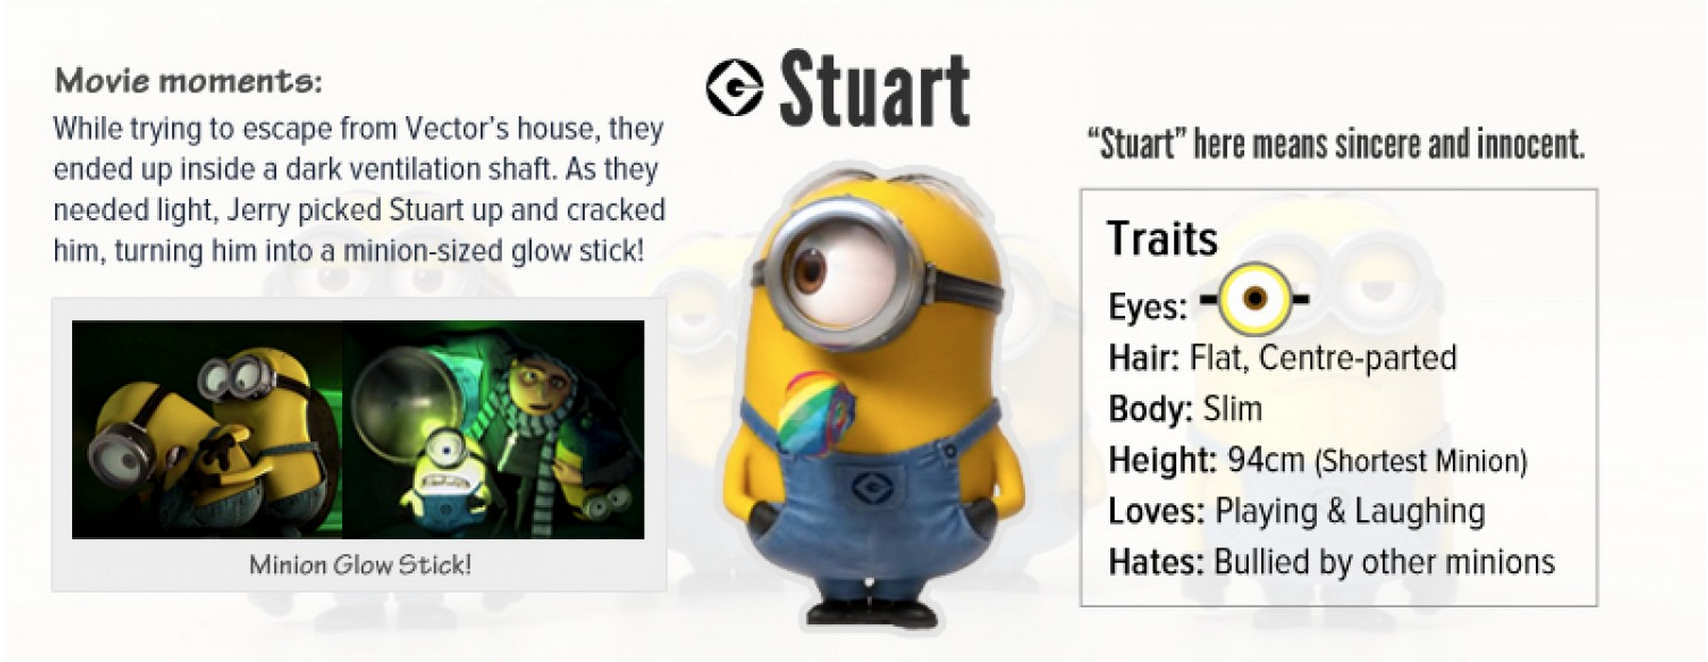 Movie moments:
While trying to escape from Vector’s house, they
ended up inside a dark ventilation shaft. As they
needed light, Jerry picked Stuart up and cracked
him, turning him into a minion-sized glow stick!
Minion Glow Stick!
Stuart
“Stuart” here means sincere and innocent.
Traits
Eyes:
Hair: Flat, Centre-parted
Body: Slim
Height: 94cm (Shortest Minion)
Loves: Playing & Laughing
Hates: Bullied by other minions